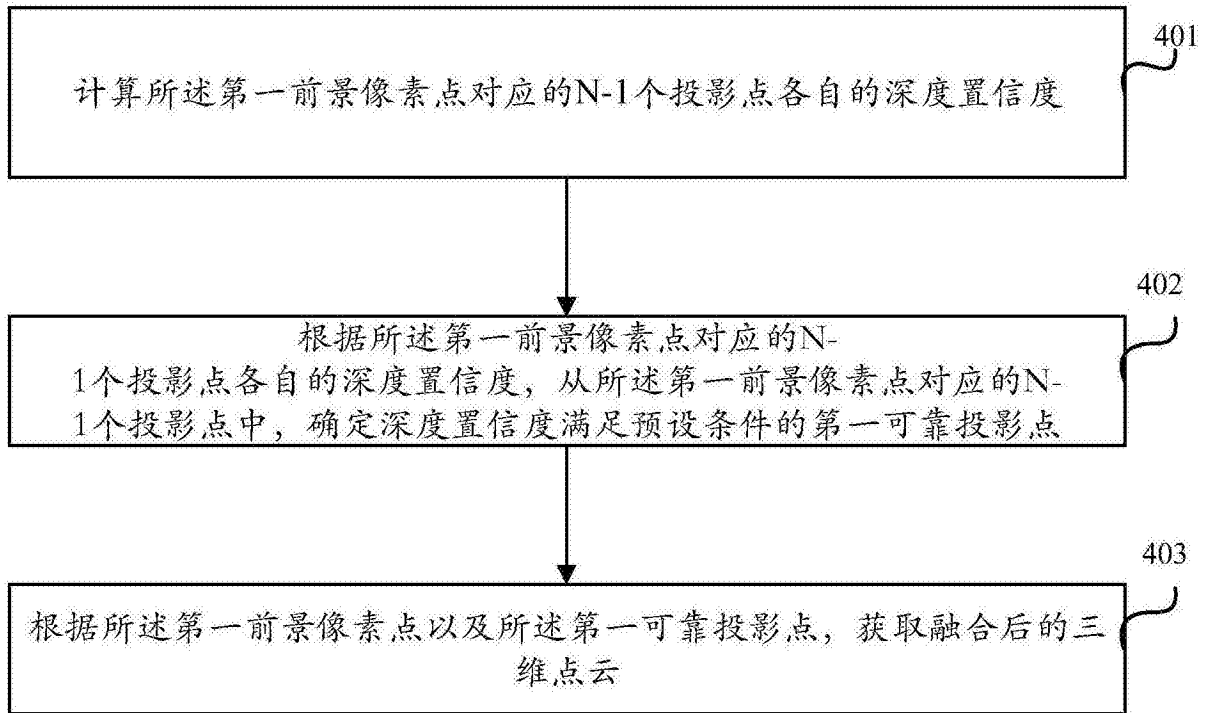 401
计算所述第一前景像素点对应的N-1个投影点各自的深度置信度
402
根据所述第一前景像素点对应的N-
1个投影点各自的深度置信度，从所述第一前景像素点对应的N-
1个投影点中，确定深度置信度满足预设条件的第一可靠投影点
403
根据所述第一前景像素点以及所述第一可靠投影点，获取融合后的三
维点云